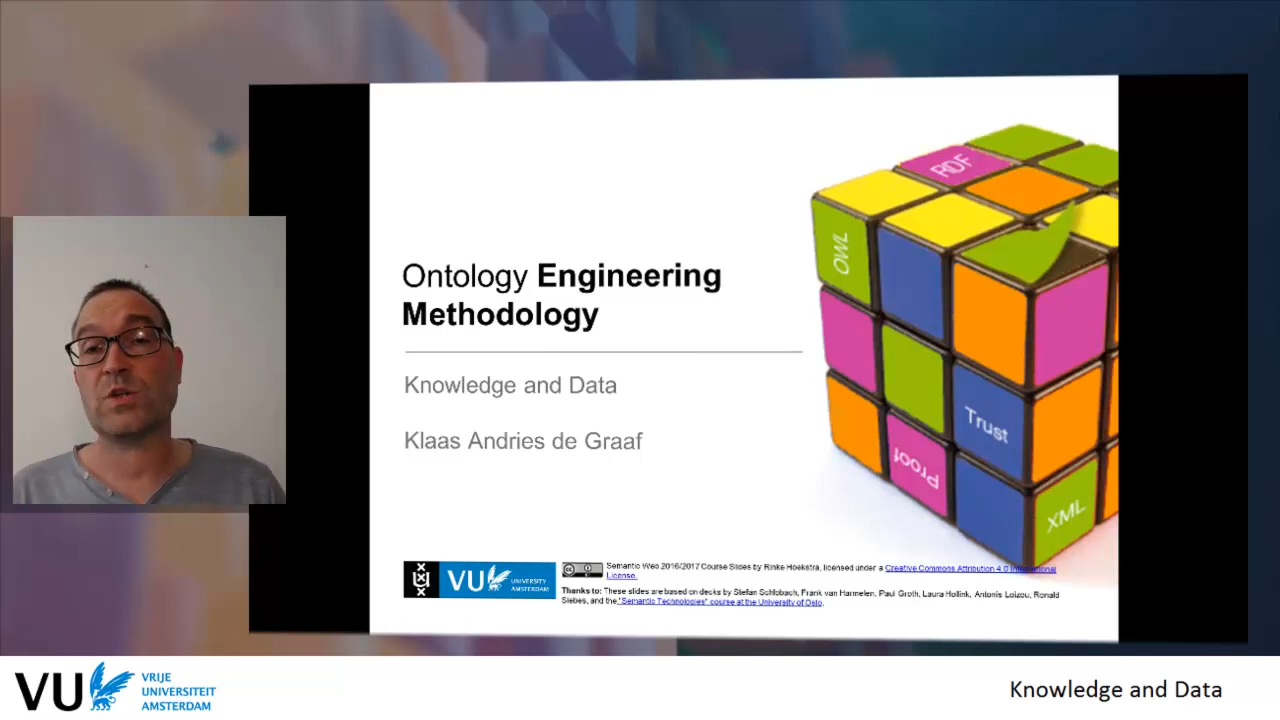 RDF
OWL
Ontology Engineering
Methodology
Trust
Knowledge and Data
Klaas Andries de Graaf
Proof
XML
VU UNIVERSITY
AMSTERDAM
Semantic Web 2016/2017 Course Slides by Rinke Hoekstra, licensed under a Creative Commons Attribution 4.0 International
License.
Thanks to: These slides are based on decks by Stefan Schlobach, Frank van Harmelen, Paul Groth, Laura Hollink, Antonis Loizou, Ronald
Siebes, and the "Semantic Technologies" course at the University of Oslo.
VU VRIJE
UNIVERSITEIT
AMSTERDAM
Knowledge and Data